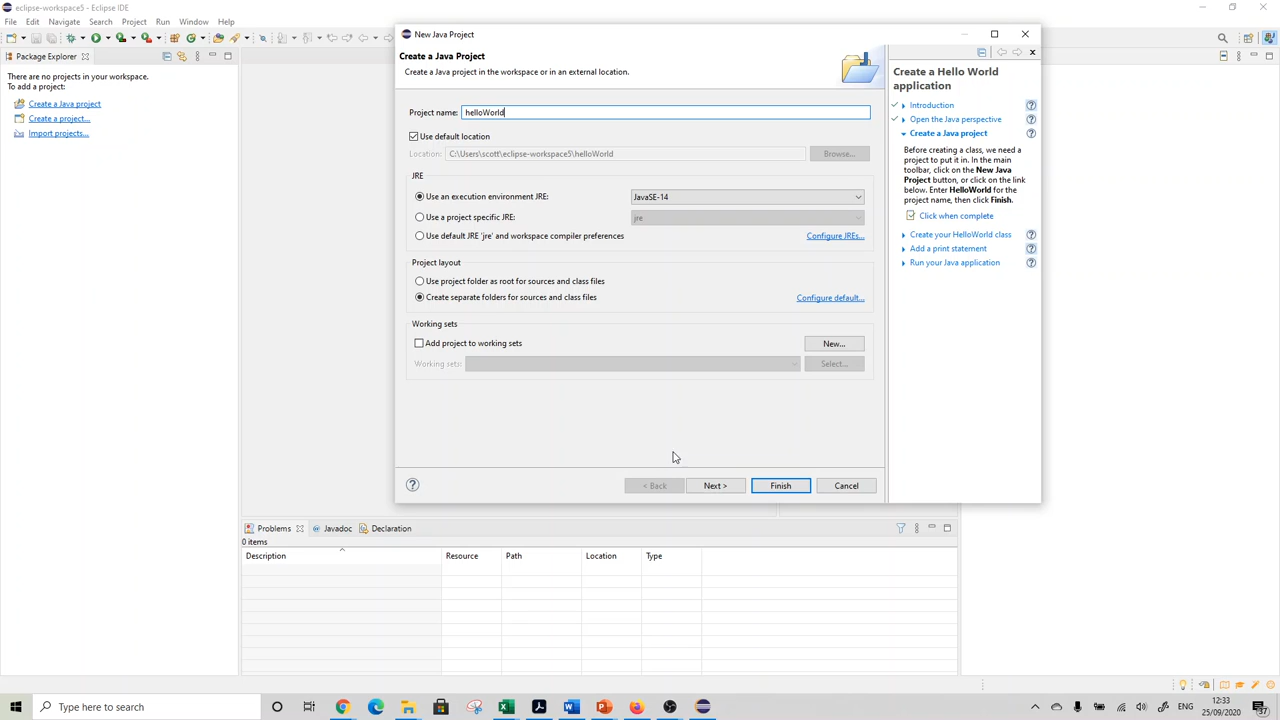 eclipse-workspace5 - Eclipse IDE
File Edit Navigate Search Project Run Window Help
Package Explorer
There are no projects in your workspace.
To add a project:
Create a Java project
Create a project...
Import projects...
New Java Project
Create a Java Project
Create a Java project in the workspace or in an external location.
Project name: helloWorld
Use default location
Location: C:\Users\scott\eclipse-workspace5\helloWorld Browse...
JRE
Use an execution environment JRE: JavaSE-14
Use a project specific JRE: jre
Use default JRE 'jre' and workspace compiler preferences Configure JREs...
Project layout
Use project folder as root for sources and class files
Create separate folders for sources and class files Configure default...
Working sets
Add project to working sets New...
Working sets: Select...
< Back Next > Finish Cancel
Create a Hello World
application
Introduction
Open the Java perspective
Create a Java project
Before creating a class, we need a
project to put it in. In the main
toolbar, click on the New Java
Project button, or click on the link
below. Enter HelloWorld for the
project name, then click Finish.
Click when complete
Create your HelloWorld class
Add a print statement
Run your Java application
Problems Javadoc Declaration
0 items
Description Resource Path Location Type
Type here to search
12:33
25/09/2020
37